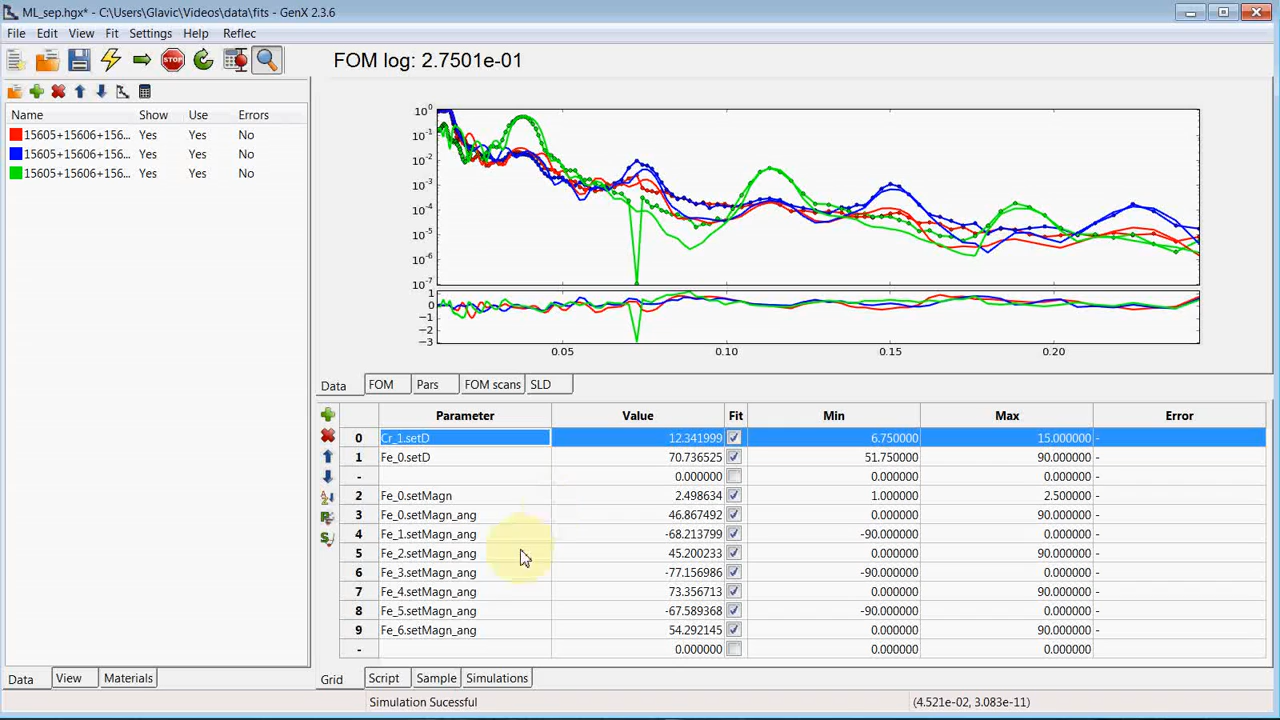 ML_sep.hgx* - C:\Users\Glavic\Videos\data\fits - GenX 2.3.6
File Edit View Fit Settings Help Reflec
STOP
FOM log: 2.7501e-01
Name Show Use Errors
15605+15606+156... Yes Yes No
15605+15606+156... Yes Yes No
15605+15606+156... Yes Yes No
10^0
10^-1
10^-2
10^-3
10^-4
10^-5
10^-6
10^-7
1
0
−1
−2
−3
0.05 0.10 0.15 0.20
Data FOM Pars FOM scans SLD
Parameter Value Fit Min Max Error
0 Cr_1.setD 12.341999 6.750000 15.000000 -
1 Fe_0.setD 70.736525 51.750000 90.000000 -
- 0.000000 0.000000 0.000000 -
2 Fe_0.setMagn 2.498634 1.000000 2.500000 -
3 Fe_0.setMagn_ang 46.867492 0.000000 90.000000 -
4 Fe_1.setMagn_ang -68.213799 -90.000000 0.000000 -
5 Fe_2.setMagn_ang 45.200233 0.000000 90.000000 -
6 Fe_3.setMagn_ang -77.156986 -90.000000 0.000000 -
7 Fe_4.setMagn_ang 73.356713 0.000000 90.000000 -
8 Fe_5.setMagn_ang -67.589368 -90.000000 0.000000 -
9 Fe_6.setMagn_ang 54.292145 0.000000 90.000000 -
- 0.000000 0.000000 0.000000 -
Data View Materials
Grid Script Sample Simulations
Simulation Sucessful
(4.521e-02, 3.083e-11)